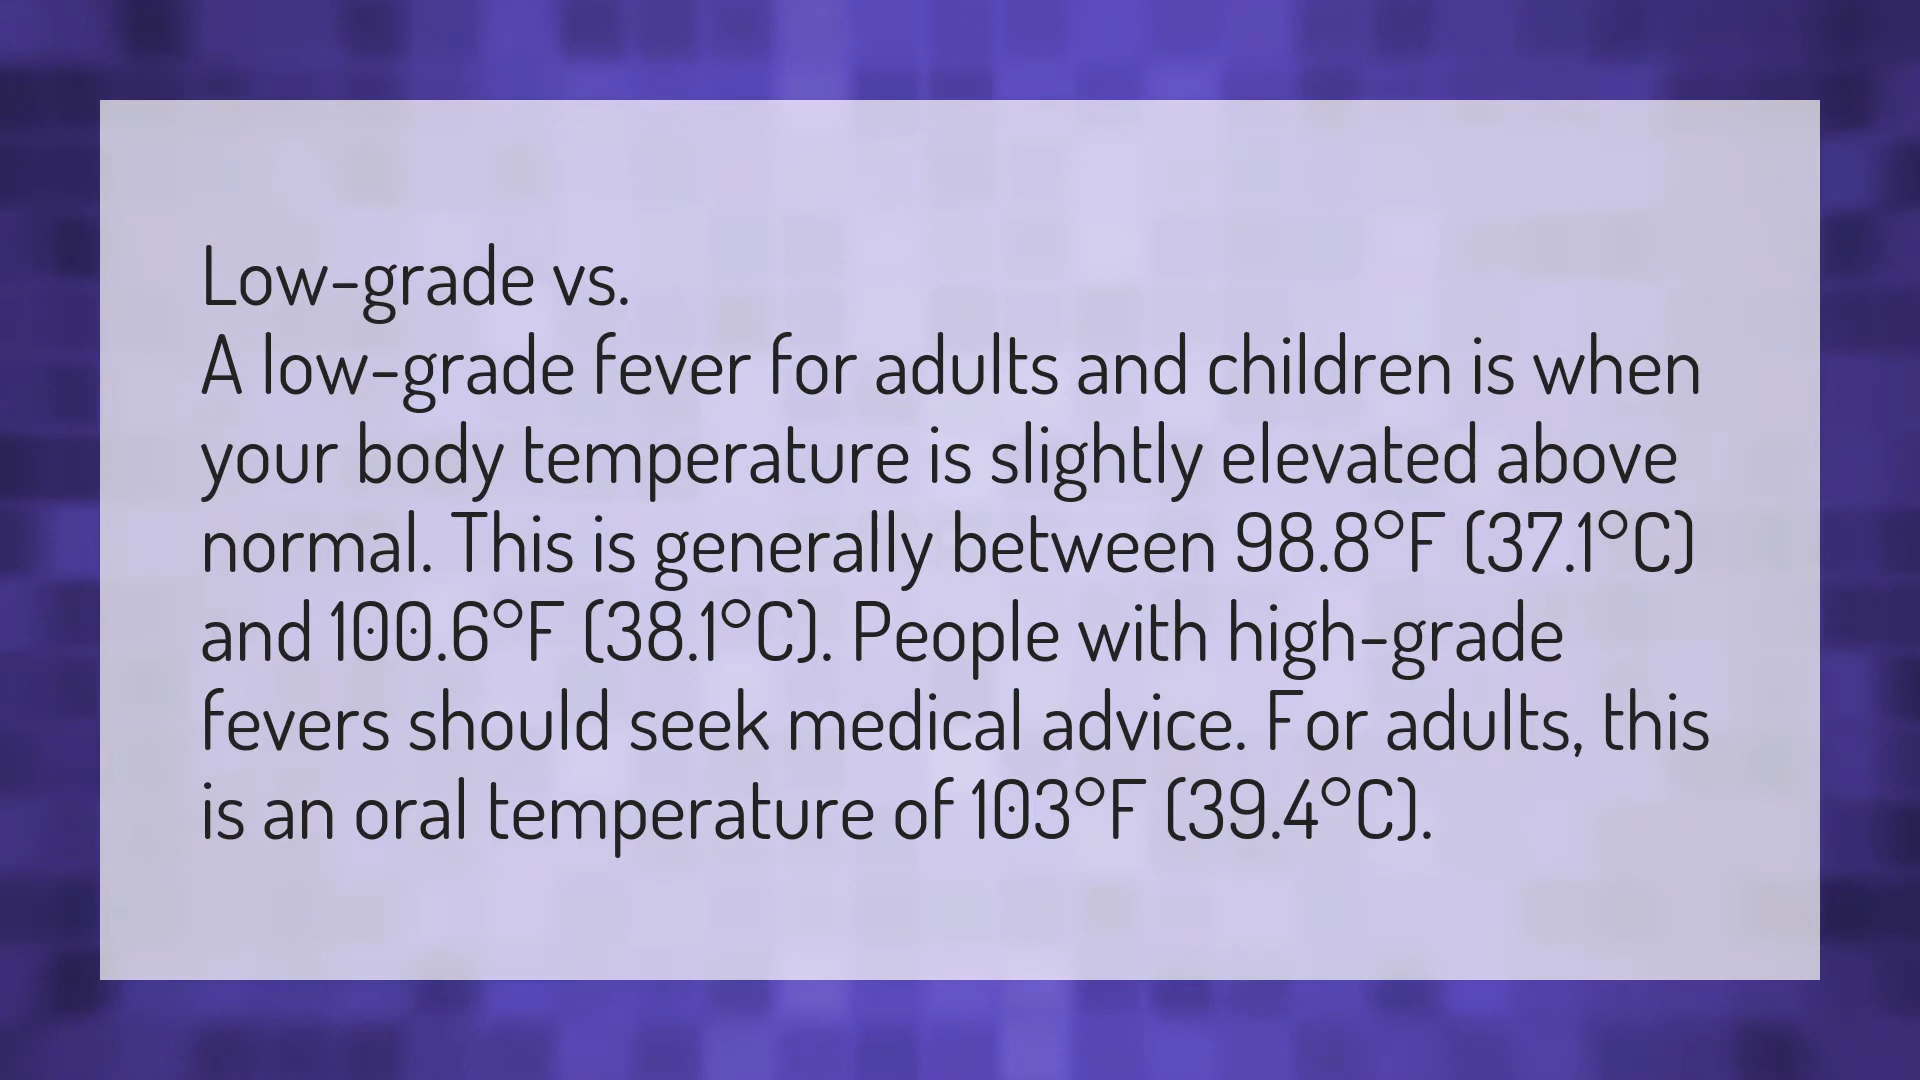 Low-grade vs.
A low-grade fever for adults and children is when
your body temperature is slightly elevated above
normal. This is generally between 98.8°F (37.1°C)
and 100.6°F (38.1°C). People with high-grade
fevers should seek medical advice. For adults, this
is an oral temperature of 103°F (39.4°C).